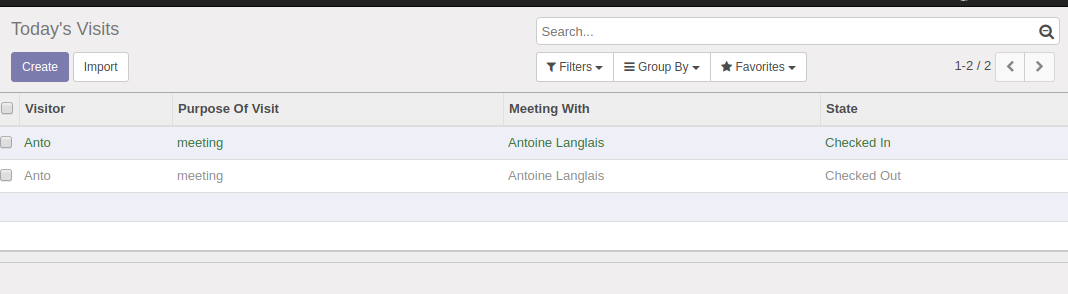 Today's Visits
Search...
Create Import
Filters Group By Favorites 1-2 / 2
Visitor Purpose Of Visit Meeting With State
Anto meeting Antoine Langlais Checked In
Anto meeting Antoine Langlais Checked Out